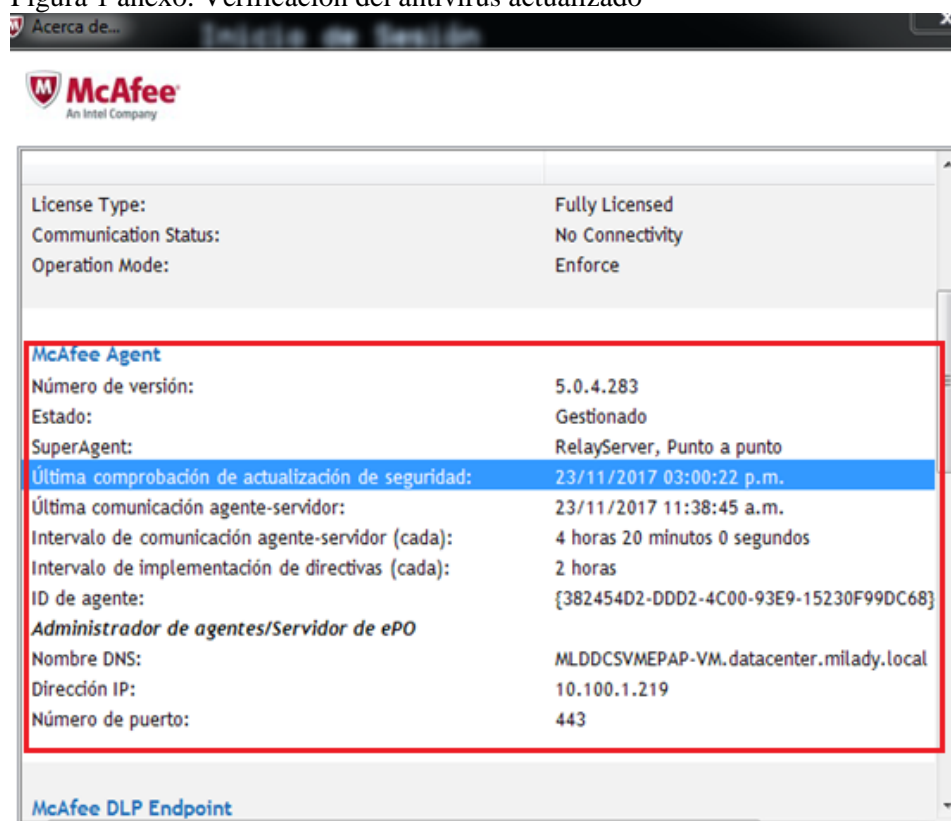 Figura 1 anexo. Verificación del antivirus actualizado
Acerca de...
Inicio de Sesión
McAfee
An Intel Company
License Type: Fully Licensed
Communication Status: No Connectivity
Operation Mode: Enforce
McAfee Agent
Número de versión: 5.0.4.283
Estado: Gestionado
SuperAgent: RelayServer, Punto a punto
Última comprobación de actualización de seguridad: 23/11/2017 03:00:22 p.m.
Última comunicación agente-servidor: 23/11/2017 11:38:45 a.m.
Intervalo de comunicación agente-servidor (cada): 4 horas 20 minutos 0 segundos
Intervalo de implementación de directivas (cada): 2 horas
ID de agente: {382454D2-DDD2-4C00-93E9-15230F99DC68}
Administrador de agentes/Servidor de ePO
Nombre DNS: MLDDCSVMEPAP-VM.datacenter.milady.local
Dirección IP: 10.100.1.219
Número de puerto: 443
McAfee DLP Endpoint